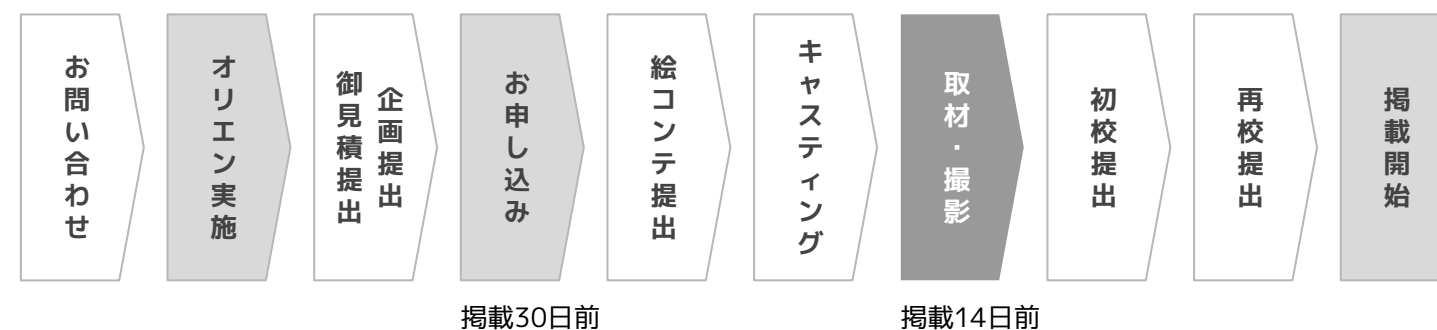 お問い合わせ
オリエン実施
企画提出
御見積提出
お申し込み
絵コンテ提出
キャスティング
取材・撮影
初校提出
再校提出
掲載開始
掲載30日前
掲載14日前